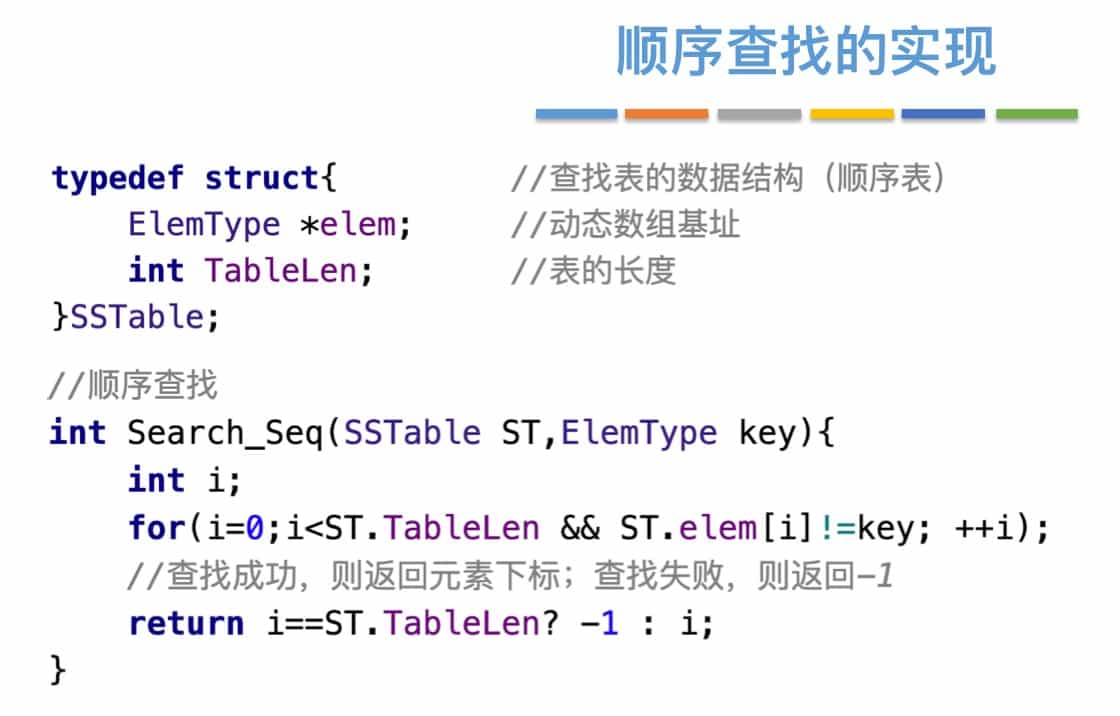 顺序查找的实现
typedef struct{ //查找表的数据结构（顺序表）
ElemType *elem; //动态数组基址
int TableLen; //表的长度
}SSTable;
//顺序查找
int Search_Seq(SSTable ST,ElemType key){
int i;
for(i=0;i<ST.TableLen && ST.elem[i]!=key; ++i);
//查找成功，则返回元素下标；查找失败，则返回-1
return i==ST.TableLen? -1 : i;
}